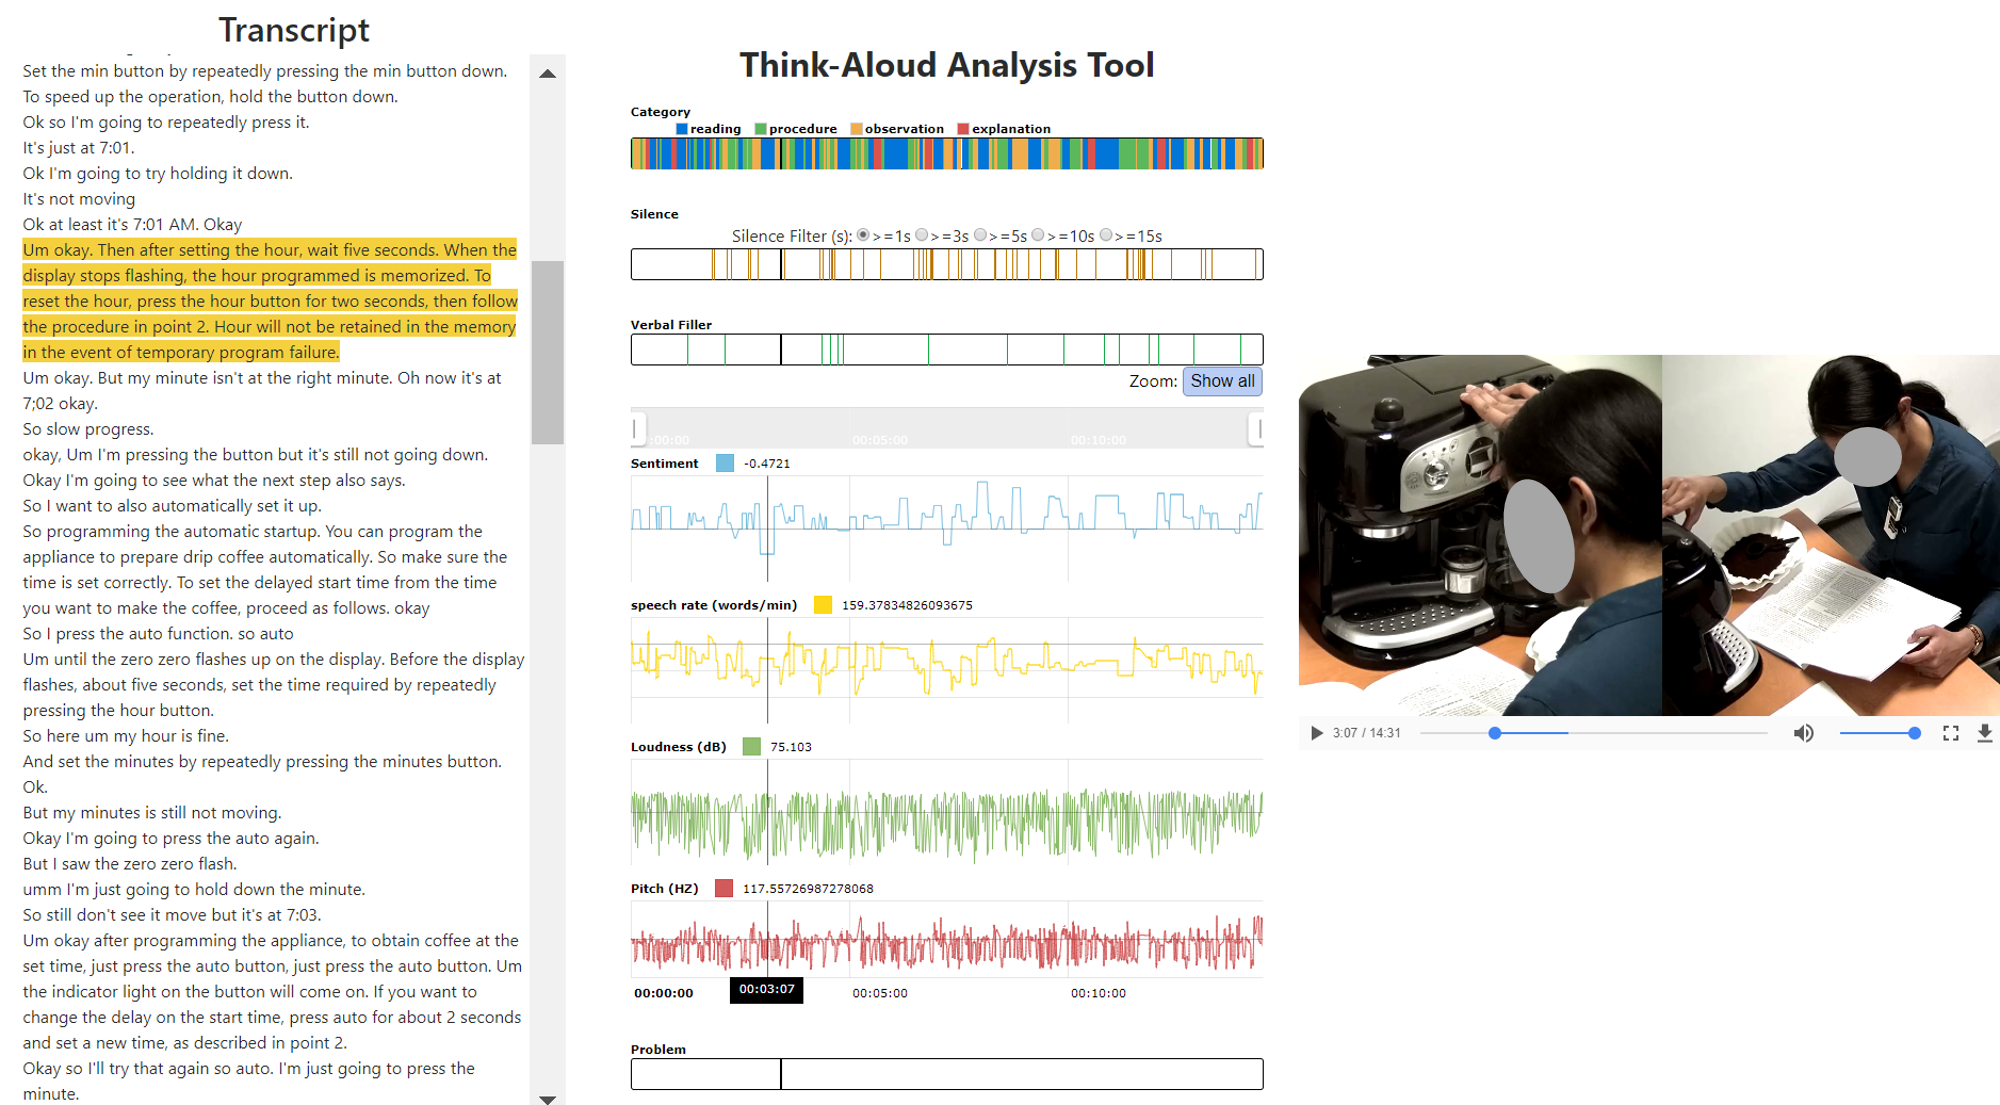 Transcript
Set the min button by repeatedly pressing the min button down.
To speed up the operation, hold the button down.
Ok so I'm going to repeatedly press it.
It's just at 7:01.
Ok I'm going to try holding it down.
It's not moving
Ok at least it's 7:01 AM. Okay
Um okay. Then after setting the hour, wait five seconds. When the
display stops flashing, the hour programmed is memorized. To
reset the hour, press the hour button for two seconds, then follow
the procedure in point 2. Hour will not be retained in the memory
in the event of temporary program failure.
Um okay. But my minute isn't at the right minute. Oh now it's at
7;02 okay.
So slow progress.
okay, Um I'm pressing the button but it's still not going down.
Okay I'm going to see what the next step also says.
So I want to also automatically set it up.
So programming the automatic startup. You can program the
appliance to prepare drip coffee automatically. So make sure the
time is set correctly. To set the delayed start time from the time
you want to make the coffee, proceed as follows. okay
So I press the auto function. so auto
Um until the zero zero flashes up on the display. Before the display
flashes, about five seconds, set the time required by repeatedly
pressing the hour button.
So here um my hour is fine.
And set the minutes by repeatedly pressing the minutes button.
Ok.
But my minutes is still not moving.
Okay I'm going to press the auto again.
But I saw the zero zero flash.
umm I'm just going to hold down the minute.
So still don't see it move but it's at 7:03.
Um okay after programming the appliance, to obtain coffee at the
set time, just press the auto button, just press the auto button. Um
the indicator light on the button will come on. If you want to
change the delay on the start time, press auto for about 2 seconds
and set a new time, as described in point 2.
Okay so I'll try that again so auto. I'm just going to press the
minute.
Think-Aloud Analysis Tool
Category
reading procedure observation explanation
Silence
Silence Filter (s): >=1s >=3s >=5s >=10s >=15s
Verbal Filler
Zoom: Show all
:00:00 00:05:00 00:10:00
Sentiment -0.4721
speech rate (words/min) 159.37834826093675
Loudness (dB) 75.103
Pitch (HZ) 117.55726987278068
00:00:00 00:03:07 00:05:00 00:10:00
Problem
3:07 / 14:31